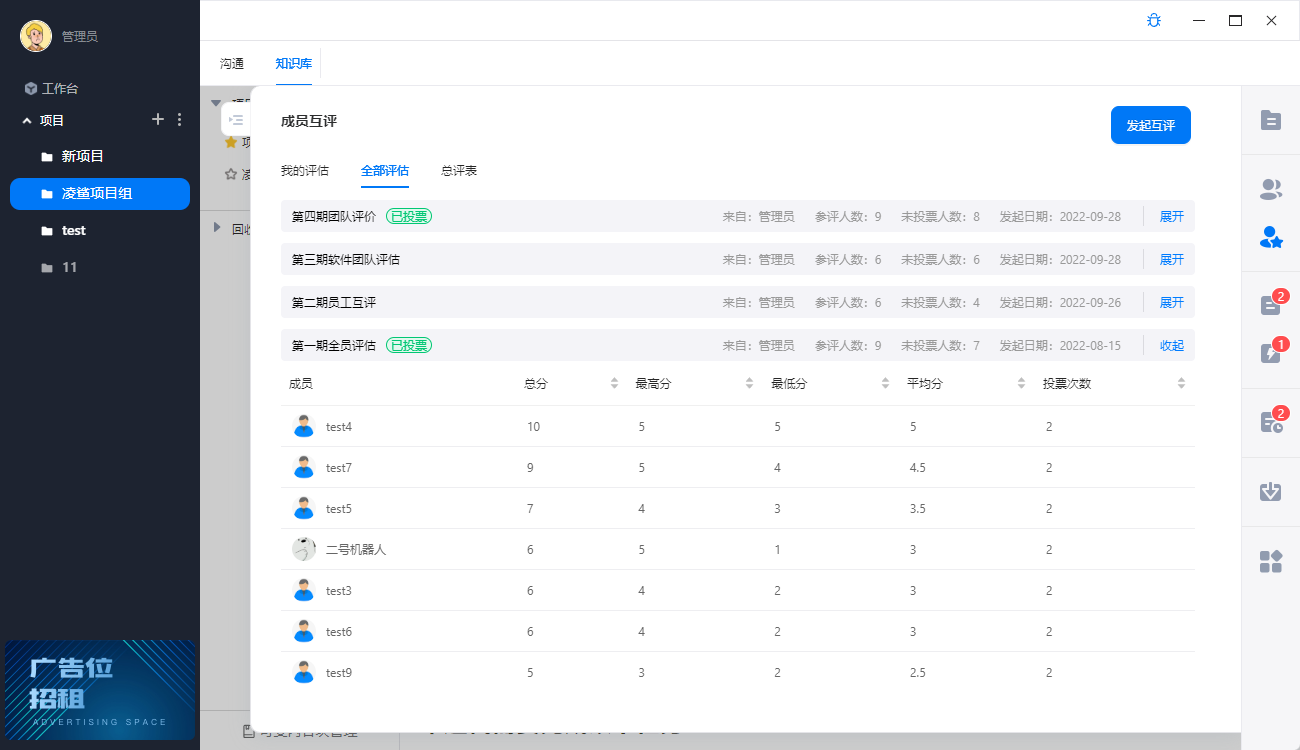 管理员
工作台
项目
新项目
凌鲨项目组
test
11
广告位
招租
ADVERTISING SPACE
沟通 知识库
成员互评 发起互评
我的评估 全部评估 总评表
第四期团队评价 已投票 来自：管理员 参评人数：9 未投票人数：8 发起日期：2022-09-28 展开
第三期软件团队评估 来自：管理员 参评人数：6 未投票人数：6 发起日期：2022-09-28 展开
第二期员工互评 来自：管理员 参评人数：6 未投票人数：4 发起日期：2022-09-26 展开
第一期全员评估 已投票 来自：管理员 参评人数：9 未投票人数：7 发起日期：2022-08-15 收起
成员 总分 最高分 最低分 平均分 投票次数
test4 10 5 5 5 2
test7 9 5 4 4.5 2
test5 7 4 3 3.5 2
二号机器人 6 5 1 3 2
test3 6 4 2 3 2
test6 6 4 2 3 2
test9 5 3 2 2.5 2
2
1
2